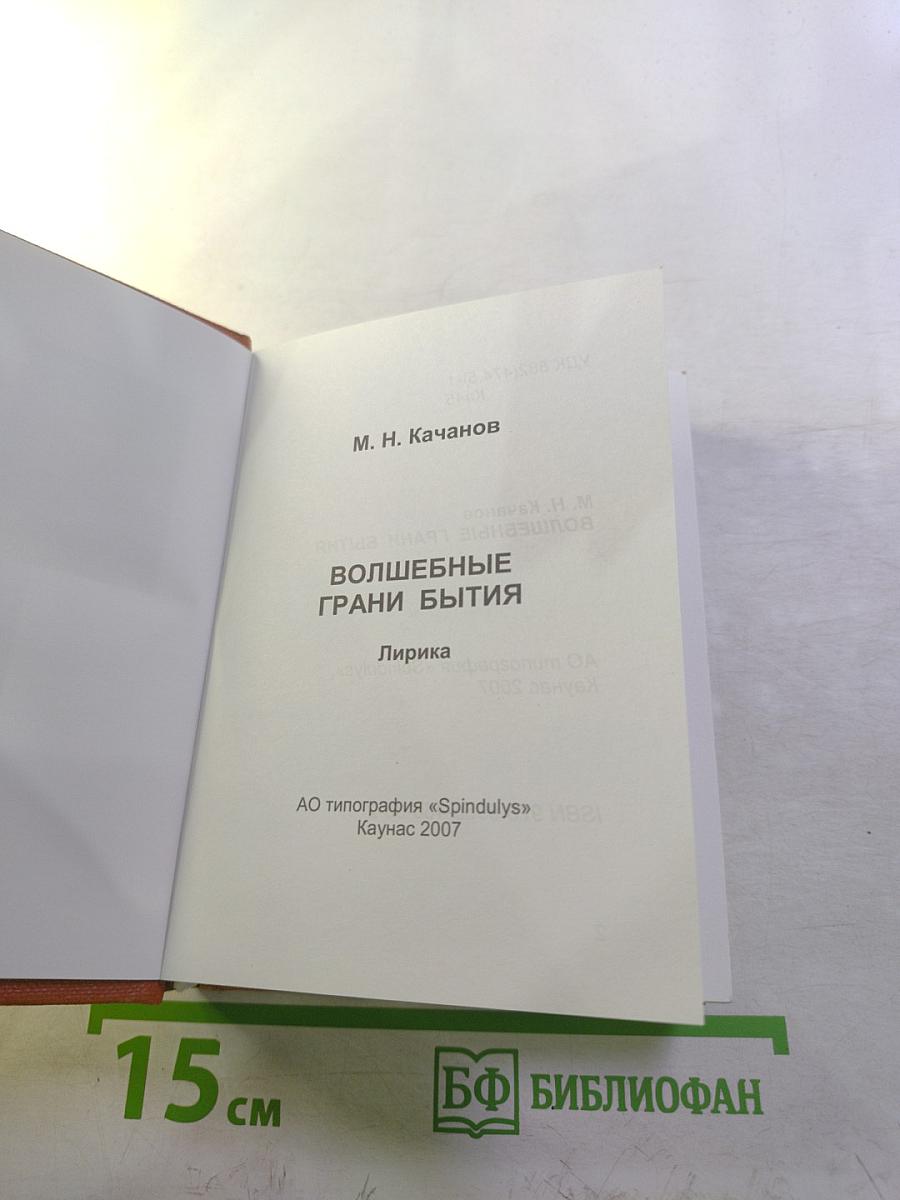 М. Н. Качанов
ВОЛШЕБНЫЕ
ГРАНИ БЫТИЯ
Лирика
АО типография «Spindulys»
Каунас 2007
15 см
БФ БИБЛИОФАН